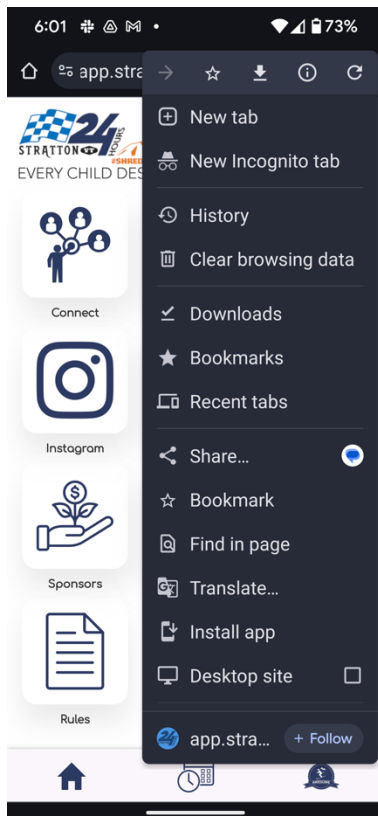 6:01
73%
app.stra
New tab
New Incognito tab
History
Clear browsing data
Downloads
Bookmarks
Recent tabs
Share…
Bookmark
Find in page
Translate…
Install app
Desktop site
app.stra…
+ Follow
24
HOURS
STRATTON
#SHRED
EVERY CHILD DES
Connect
Instagram
Sponsors
Rules